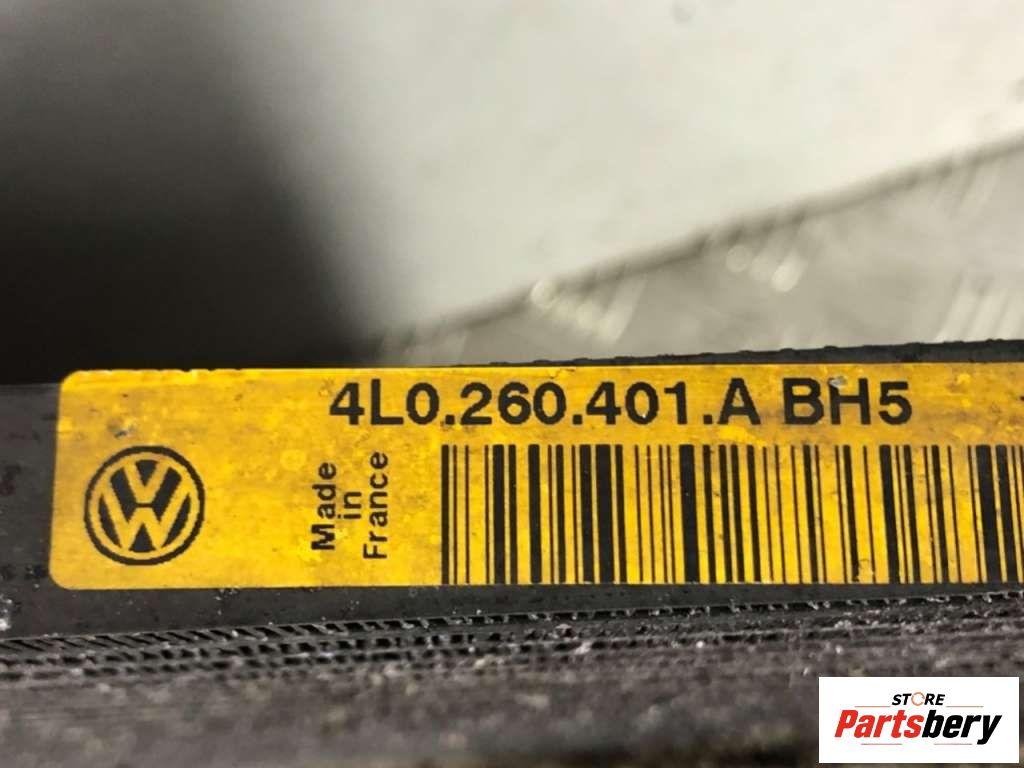 4L0.260.401.A BH5
Made
in
France
STORE
Partsbery